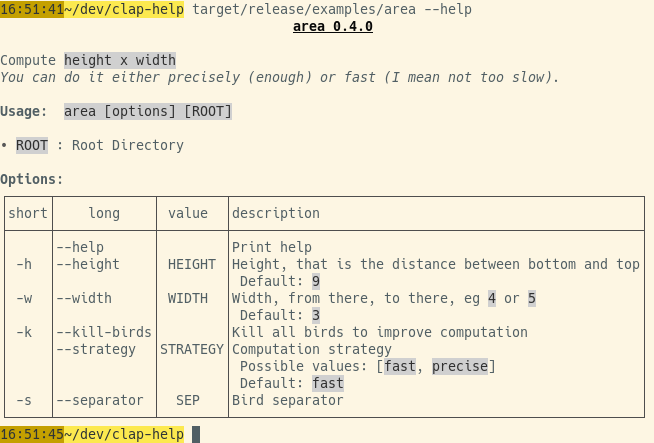 16:51:41~/dev/clap-help target/release/examples/area --help
area 0.4.0
Compute height x width
You can do it either precisely (enough) or fast (I mean not too slow).
Usage: area [options] [ROOT]
• ROOT : Root Directory
Options:
short long value description
--help Print help
-h --height HEIGHT Height, that is the distance between bottom and top
Default: 9
-w --width WIDTH Width, from there, to there, eg 4 or 5
Default: 3
-k --kill-birds Kill all birds to improve computation
--strategy STRATEGY Computation strategy
Possible values: [fast, precise]
Default: fast
-s --separator SEP Bird separator
16:51:45~/dev/clap-help